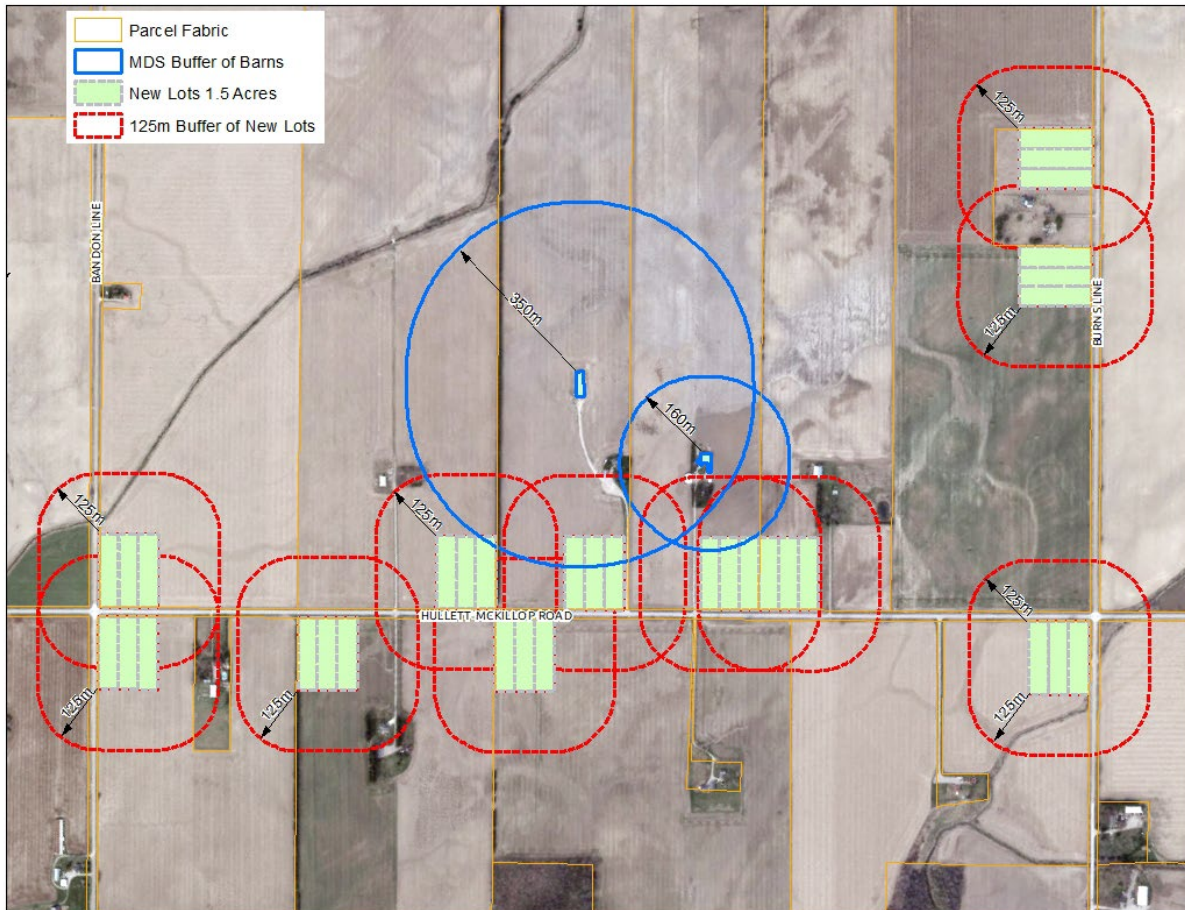 Parcel Fabric
MDS Buffer of Barns
New Lots 1.5 Acres
125m Buffer of New Lots
125m
BANDON LINE
350m
125m
BURNS LINE
160m
125m
125m
125m
HULLETT-MCKILLOP ROAD
125m
125m
125m